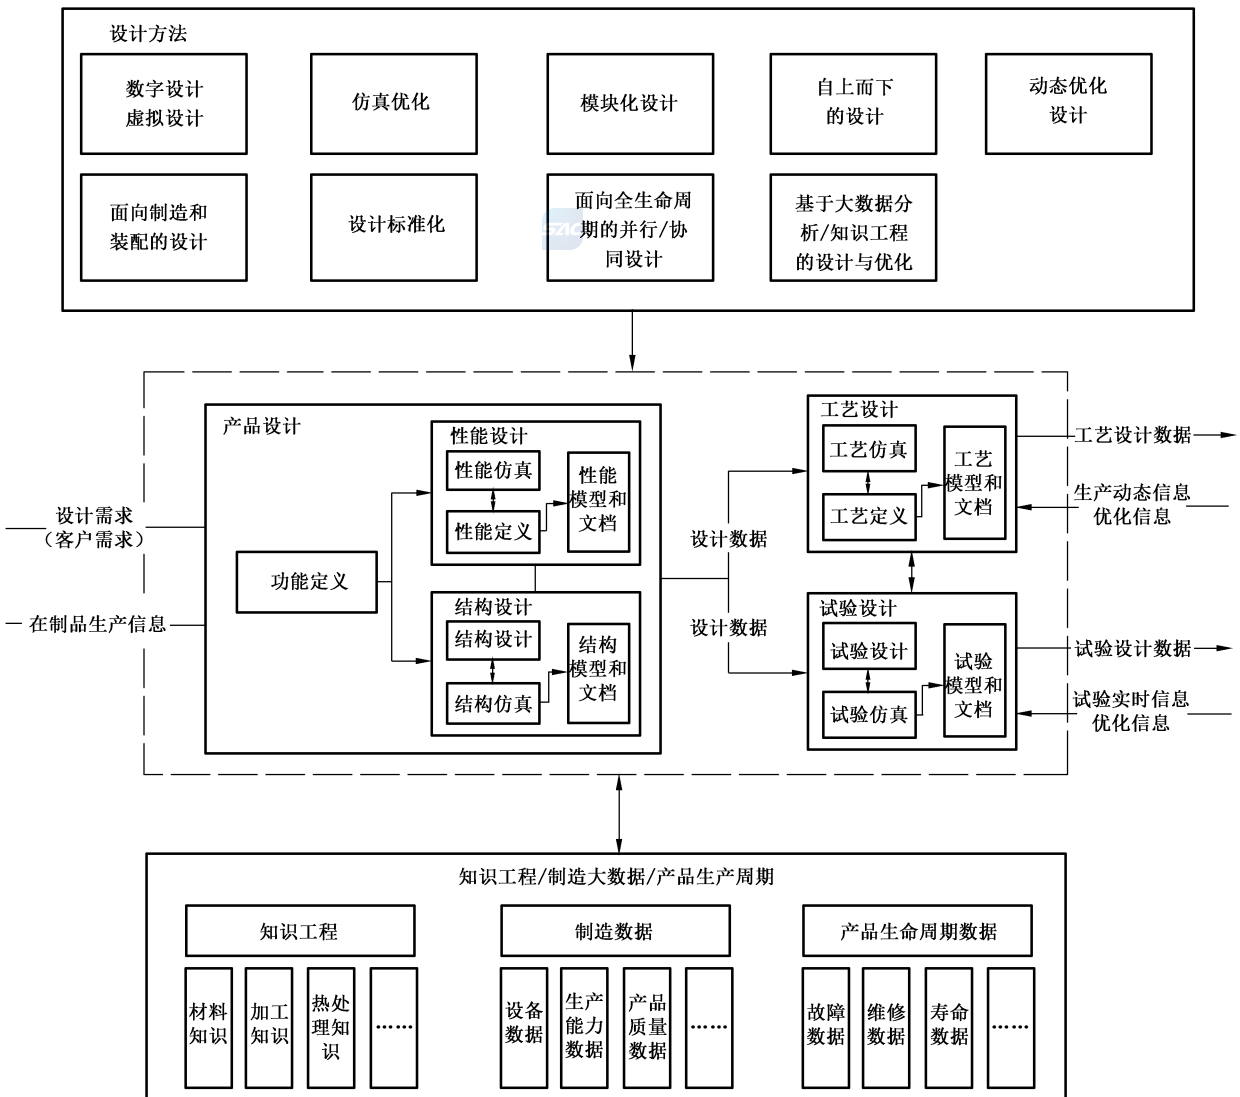 设计方法
数字设计
虚拟设计
仿真优化
模块化设计
自上而下
的设计
动态优化
设计
面向制造和
装配的设计
设计标准化
面向全生命周
期的并行/协
同设计
基于大数据分
析/知识工程
的设计与优化
SAC
设计需求
（客户需求）
在制品生产信息
产品设计
功能定义
性能设计
性能仿真
性能定义
性能
模型和
文档
结构设计
结构设计
结构仿真
结构
模型和
文档
设计数据
设计数据
工艺设计
工艺仿真
工艺定义
工艺
模型和
文档
试验设计
试验设计
试验仿真
试验
模型和
文档
工艺设计数据
生产动态信息
优化信息
试验设计数据
试验实时信息
优化信息
知识工程/制造大数据/产品生产周期
知识工程
材料
知识
加工
知识
热处
理知
识
……
制造数据
设备
数据
生产
能力
数据
产品
质量
数据
……
产品生命周期数据
故障
数据
维修
数据
寿命
数据
……